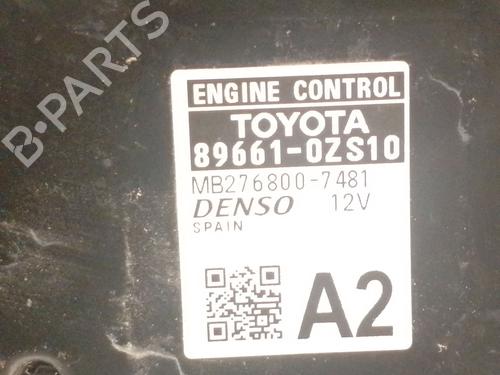 B-PARTS
ENGINE CONTROL
TOYOTA
89661-0ZS10
MB276800-7481
DENSO 12V
SPAIN
A2